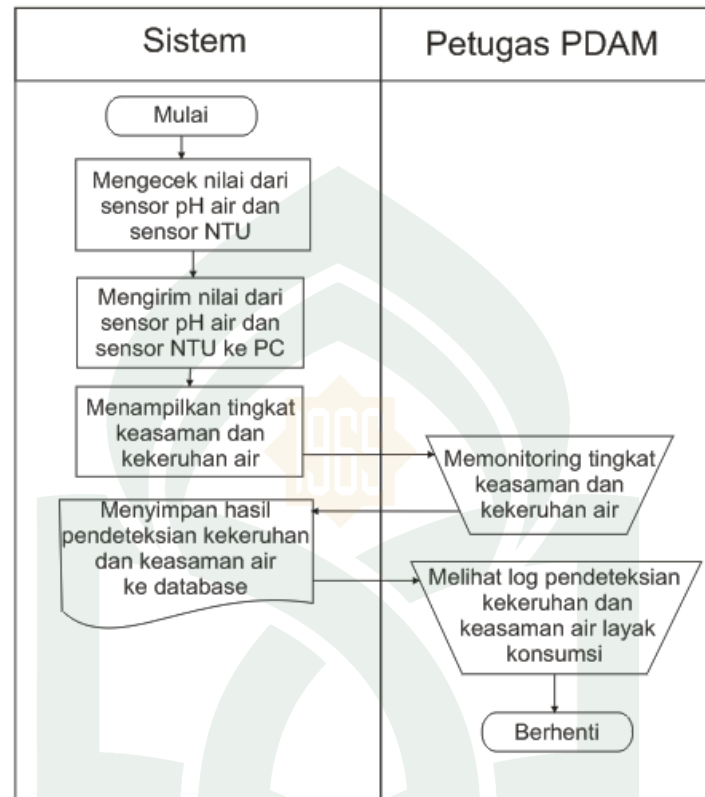 Sistem
Petugas PDAM
Mulai
Mengecek nilai dari
sensor pH air dan
sensor NTU
Mengirim nilai dari
sensor pH air dan
sensor NTU ke PC
Menampilkan tingkat
keasaman dan
kekeruhan air
Memonitoring tingkat
keasaman dan
kekeruhan air
Menyimpan hasil
pendeteksian kekeruhan
dan keasaman air
ke database
Melihat log pendeteksian
kekeruhan dan
keasaman air layak
konsumsi
Berhenti